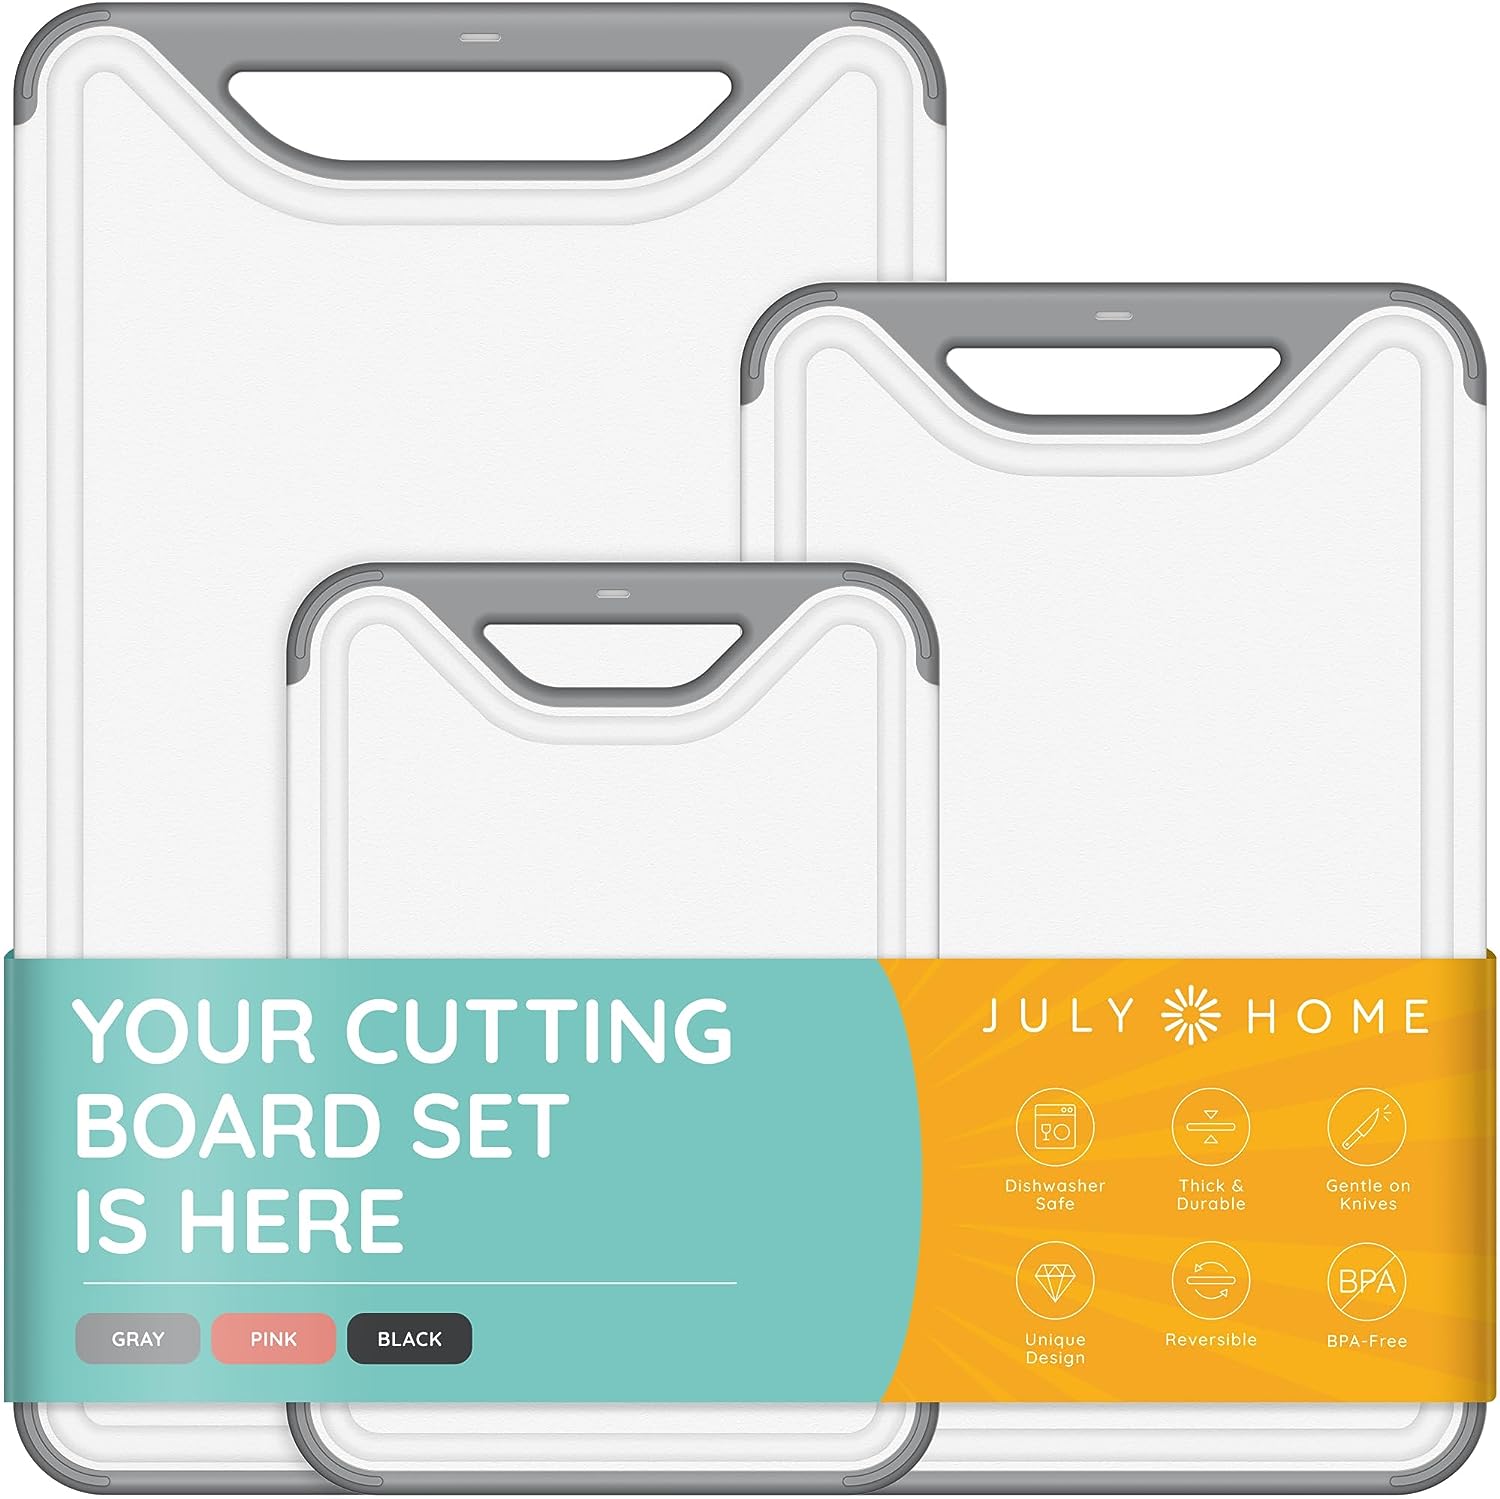 YOUR CUTTING
BOARD SET
IS HERE
GRAY
PINK
BLACK
JULY HOME
Dishwasher
Safe
Thick &
Durable
Gentle on
Knives
Unique
Design
Reversible
BPA
BPA-Free